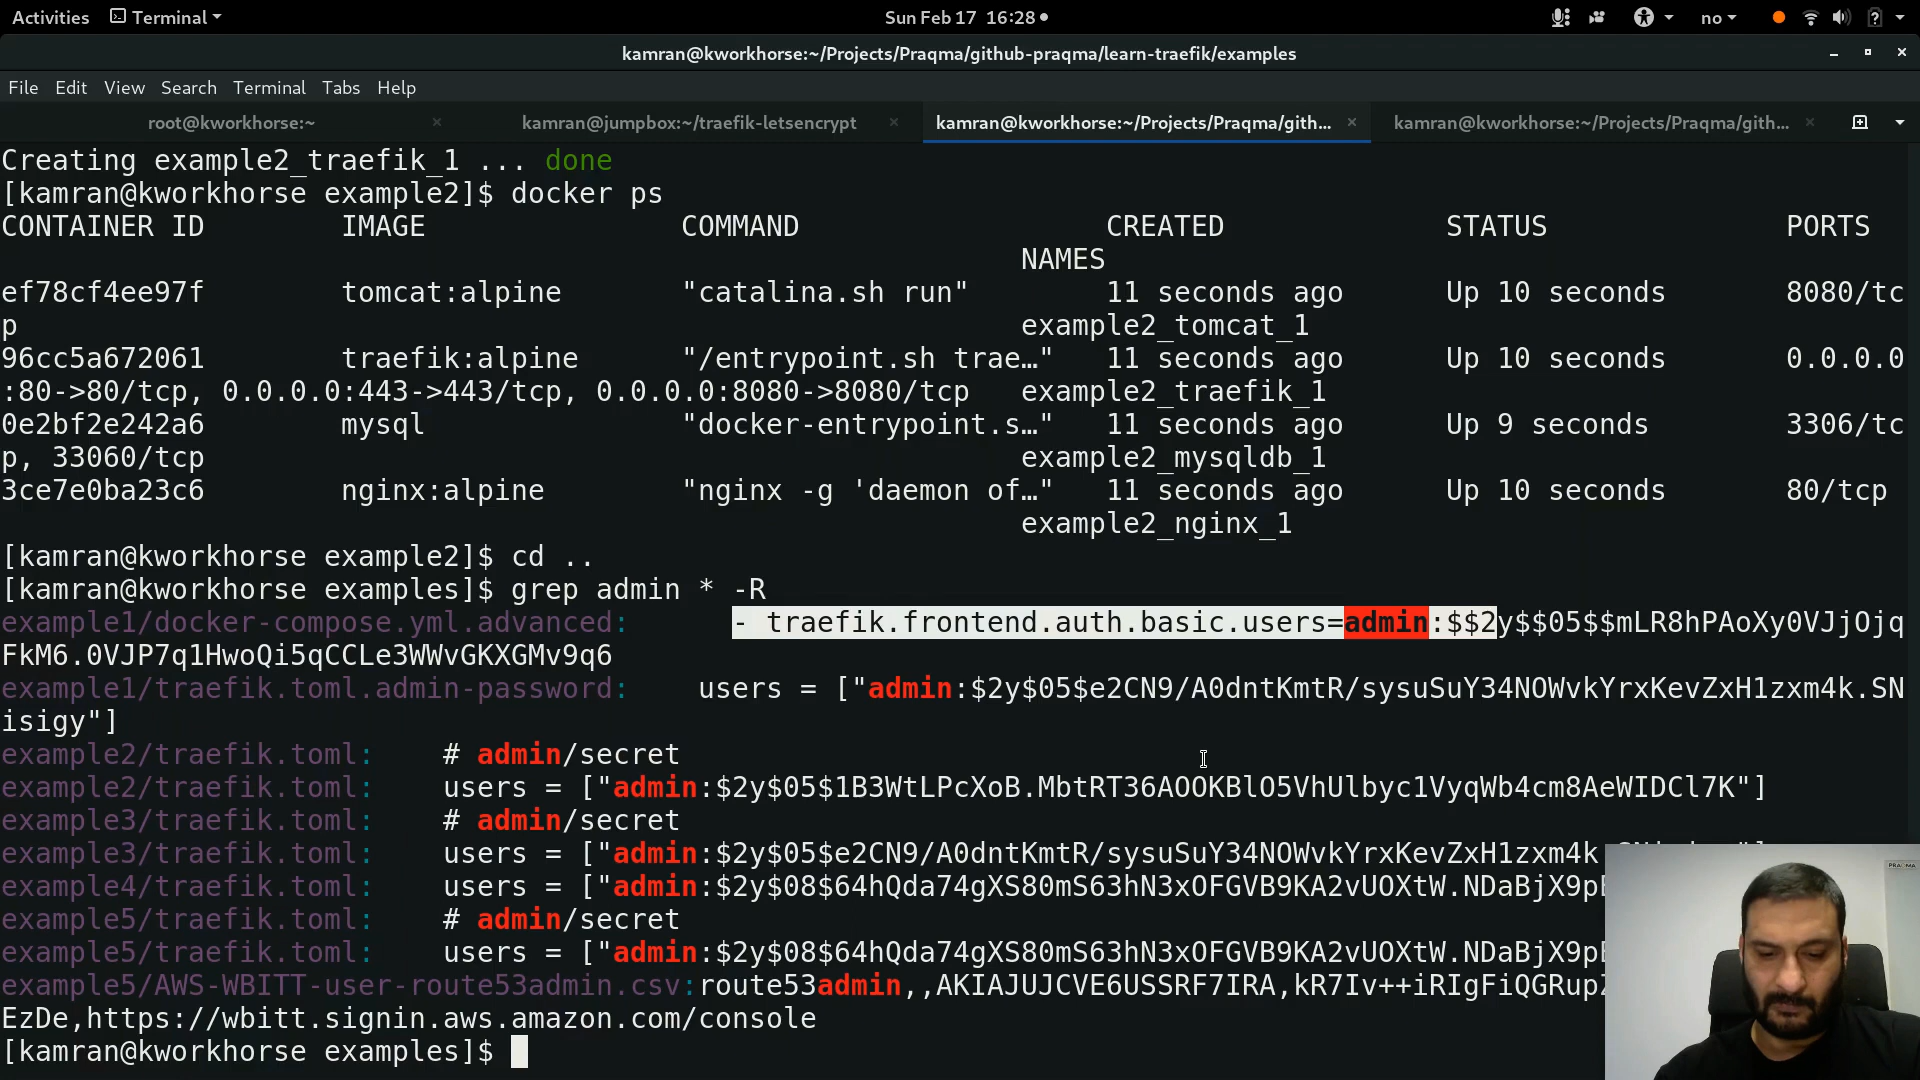 Activities Terminal Sun Feb 17 16:28 no
kamran@kworkhorse:~/Projects/Praqma/github-praqma/learn-traefik/examples
File Edit View Search Terminal Tabs Help
root@kworkhorse:~ kamran@jumpbox:~/traefik-letsencrypt kamran@kworkhorse:~/Projects/Praqma/gith... kamran@kworkhorse:~/Projects/Praqma/gith...
Creating example2_traefik_1 ... done
[kamran@kworkhorse example2]$ docker ps
CONTAINER ID IMAGE COMMAND CREATED STATUS PORTS
NAMES
ef78cf4ee97f tomcat:alpine "catalina.sh run" 11 seconds ago Up 10 seconds 8080/tc
p example2_tomcat_1
96cc5a672061 traefik:alpine "/entrypoint.sh trae…" 11 seconds ago Up 10 seconds 0.0.0.0
:80->80/tcp, 0.0.0.0:443->443/tcp, 0.0.0.0:8080->8080/tcp example2_traefik_1
0e2bf2e242a6 mysql "docker-entrypoint.s…" 11 seconds ago Up 9 seconds 3306/tc
p, 33060/tcp example2_mysqldb_1
3ce7e0ba23c6 nginx:alpine "nginx -g 'daemon of…" 11 seconds ago Up 10 seconds 80/tcp
example2_nginx_1
[kamran@kworkhorse example2]$ cd ..
[kamran@kworkhorse examples]$ grep admin * -R
example1/docker-compose.yml.advanced: - traefik.frontend.auth.basic.users=admin:$$2y$$05$$mLR8hPAoXy0VJjOjq
FkM6.0VJP7q1HwoQi5qCCLe3WWvGKXGMv9q6
example1/traefik.toml.admin-password: users = ["admin:$2y$05$e2CN9/A0dntKmtR/sysuSuY34NOWvkYrxKevZxH1zxm4k.SN
isigy"]
example2/traefik.toml: # admin/secret
example2/traefik.toml: users = ["admin:$2y$05$1B3WtLPcXoB.MbtRT36AOOKBlO5VhUlbyc1VyqWb4cm8AeWIDCl7K"]
example3/traefik.toml: # admin/secret
example3/traefik.toml: users = ["admin:$2y$05$e2CN9/A0dntKmtR/sysuSuY34NOWvkYrxKevZxH1zxm4k
example4/traefik.toml: users = ["admin:$2y$08$64hQda74gXS80mS63hN3xOFGVB9KA2vUOXtW.NDaBjX9p
example5/traefik.toml: # admin/secret
example5/traefik.toml: users = ["admin:$2y$08$64hQda74gXS80mS63hN3xOFGVB9KA2vUOXtW.NDaBjX9p
example5/AWS-WBITT-user-route53admin.csv:route53admin,,AKIAJUJCVE6USSRF7IRA,kR7Iv++iRIgFiQGRup
EzDe,https://wbitt.signin.aws.amazon.com/console
[kamran@kworkhorse examples]$